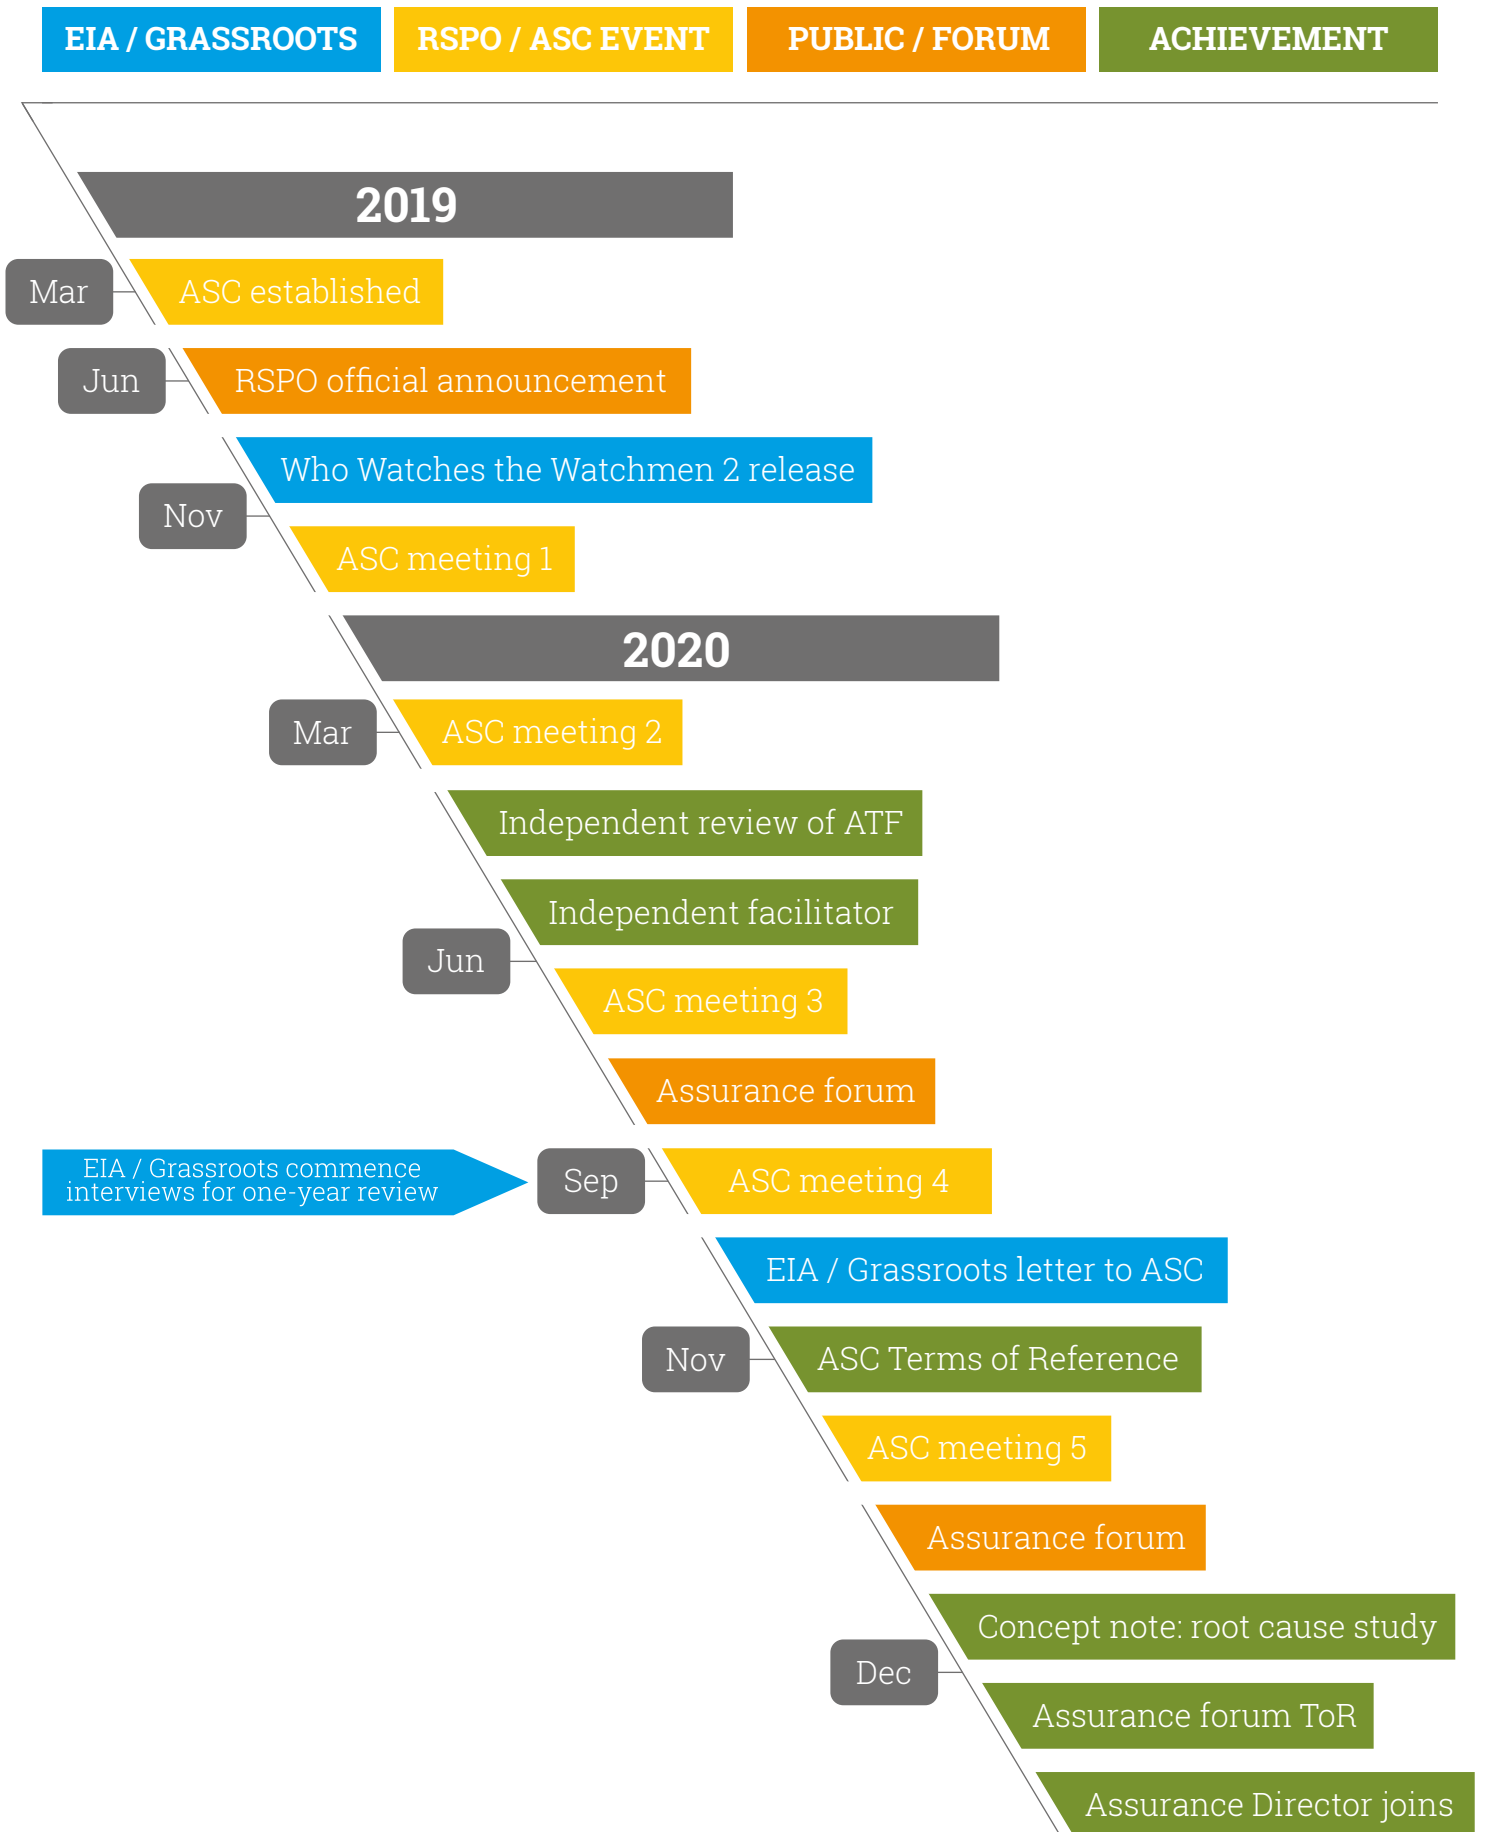 EIA / GRASSROOTS
RSPO / ASC EVENT
PUBLIC / FORUM
ACHIEVEMENT
2019
Mar
ASC established
Jun
RSPO official announcement
Who Watches the Watchmen 2 release
Nov
ASC meeting 1
2020
Mar
ASC meeting 2
Independent review of ATF
Independent facilitator
Jun
ASC meeting 3
Assurance forum
EIA / Grassroots commence
interviews for one-year review
Sep
ASC meeting 4
EIA / Grassroots letter to ASC
Nov
ASC Terms of Reference
ASC meeting 5
Assurance forum
Concept note: root cause study
Dec
Assurance forum ToR
Assurance Director joins